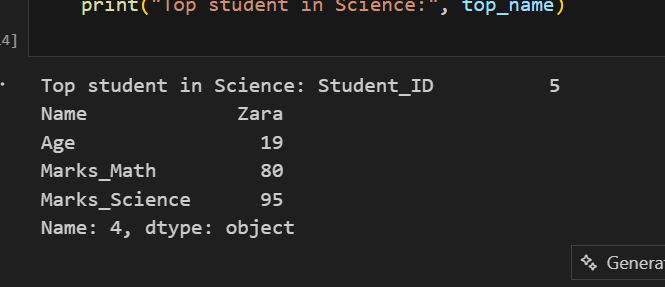 print("Top student in Science:", top_name)
4]
Top student in Science: Student_ID          5
Name             Zara
Age                19
Marks_Math         80
Marks_Science      95
Name: 4, dtype: object
Genera